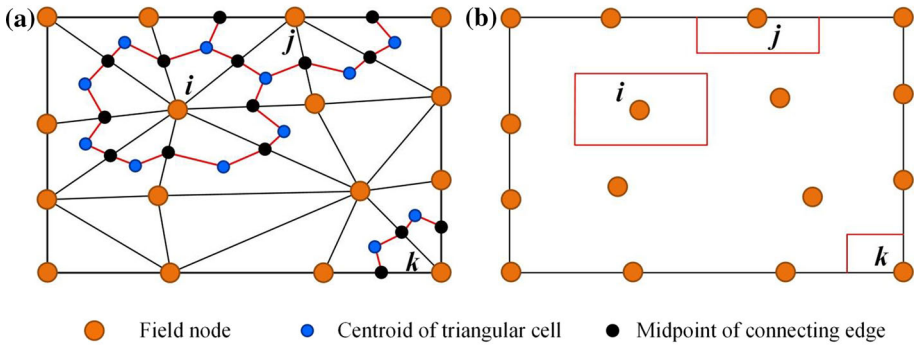 (a)
(b)
i
j
k
i
j
k
Field node
Centroid of triangular cell
Midpoint of connecting edge